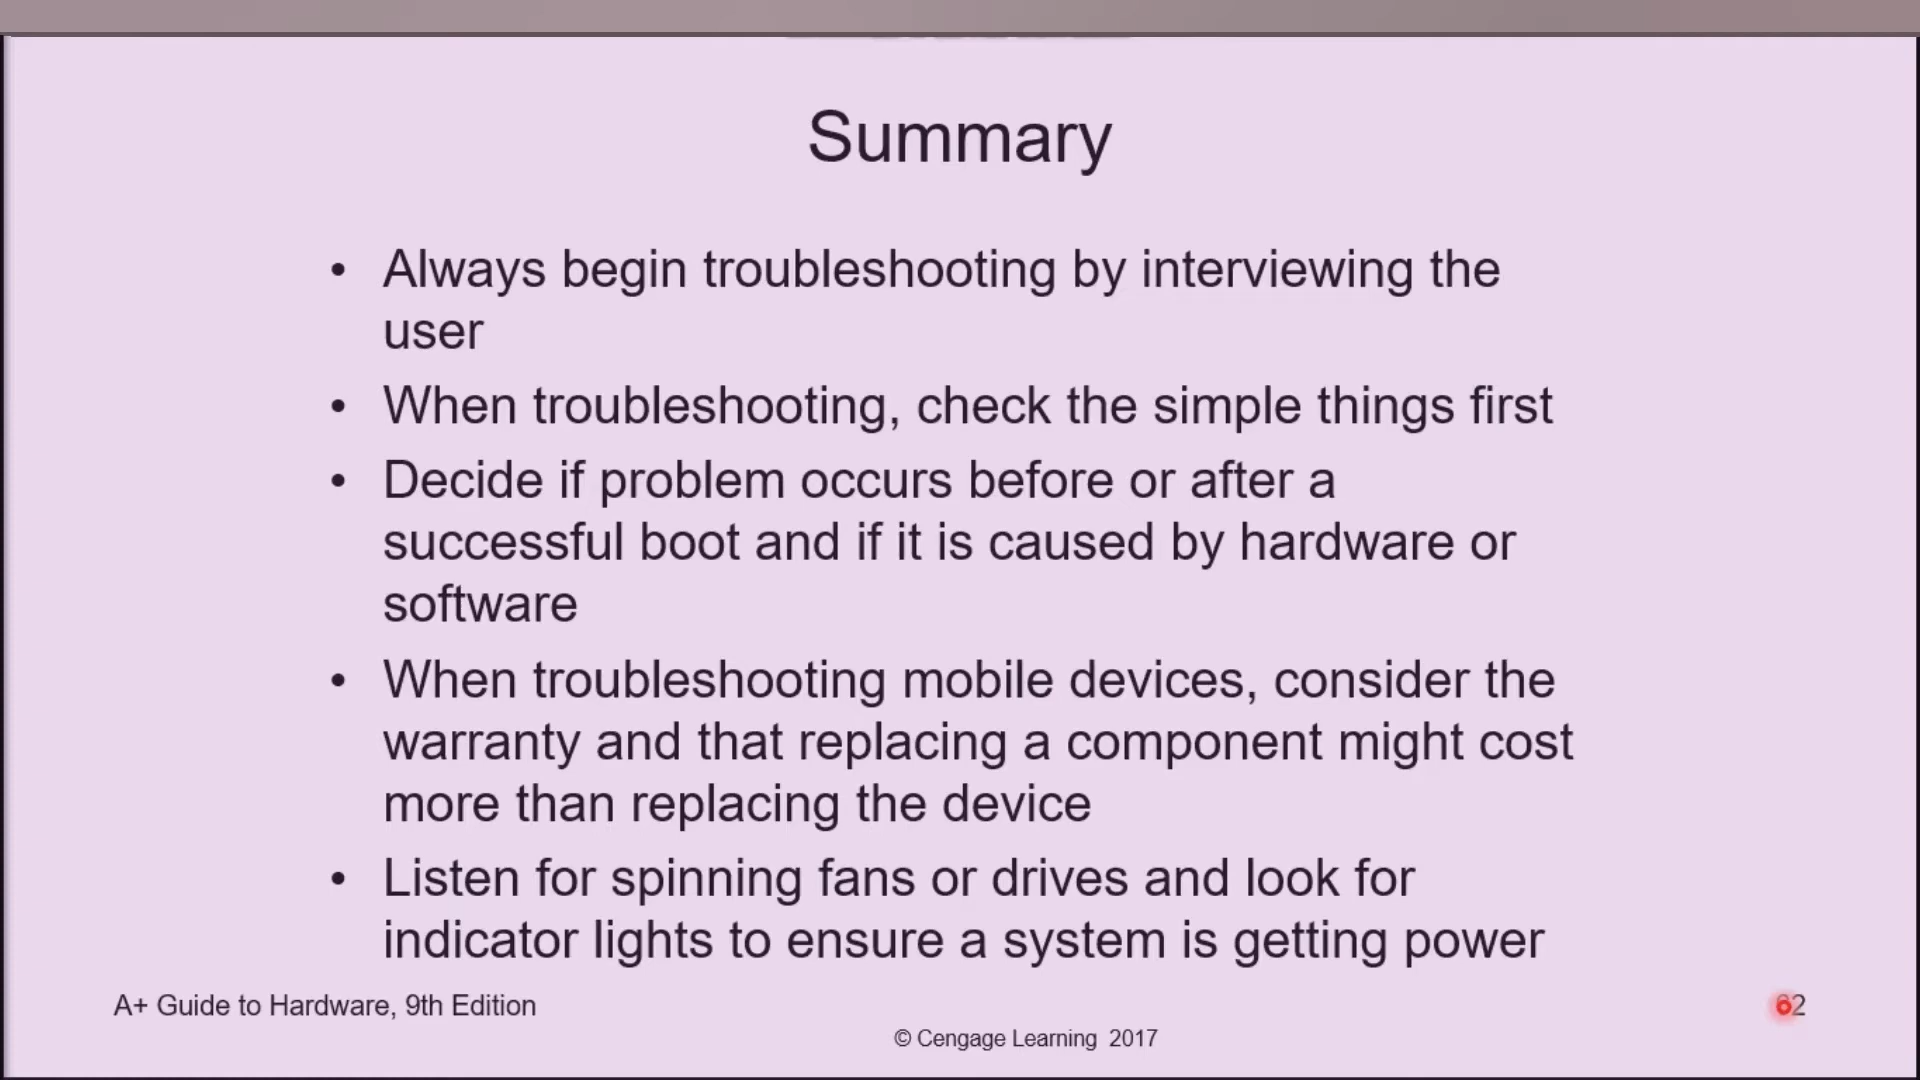 Summary
• Always begin troubleshooting by interviewing the
user
• When troubleshooting, check the simple things first
• Decide if problem occurs before or after a
successful boot and if it is caused by hardware or
software
• When troubleshooting mobile devices, consider the
warranty and that replacing a component might cost
more than replacing the device
• Listen for spinning fans or drives and look for
indicator lights to ensure a system is getting power
A+ Guide to Hardware, 9th Edition
62
© Cengage Learning 2017